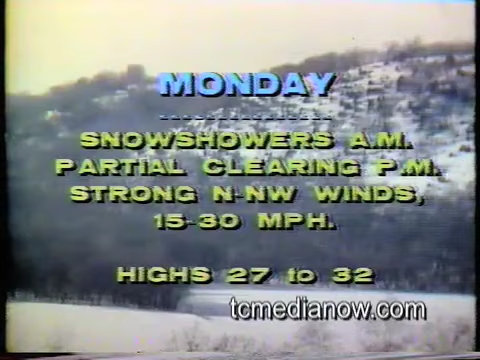 MONDAY
SNOWSHOWERS A.M.
PARTIAL CLEARING P.M.
STRONG N-NW WINDS,
15-30 MPH.
HIGHS 27 to 32
tcmedianow.com